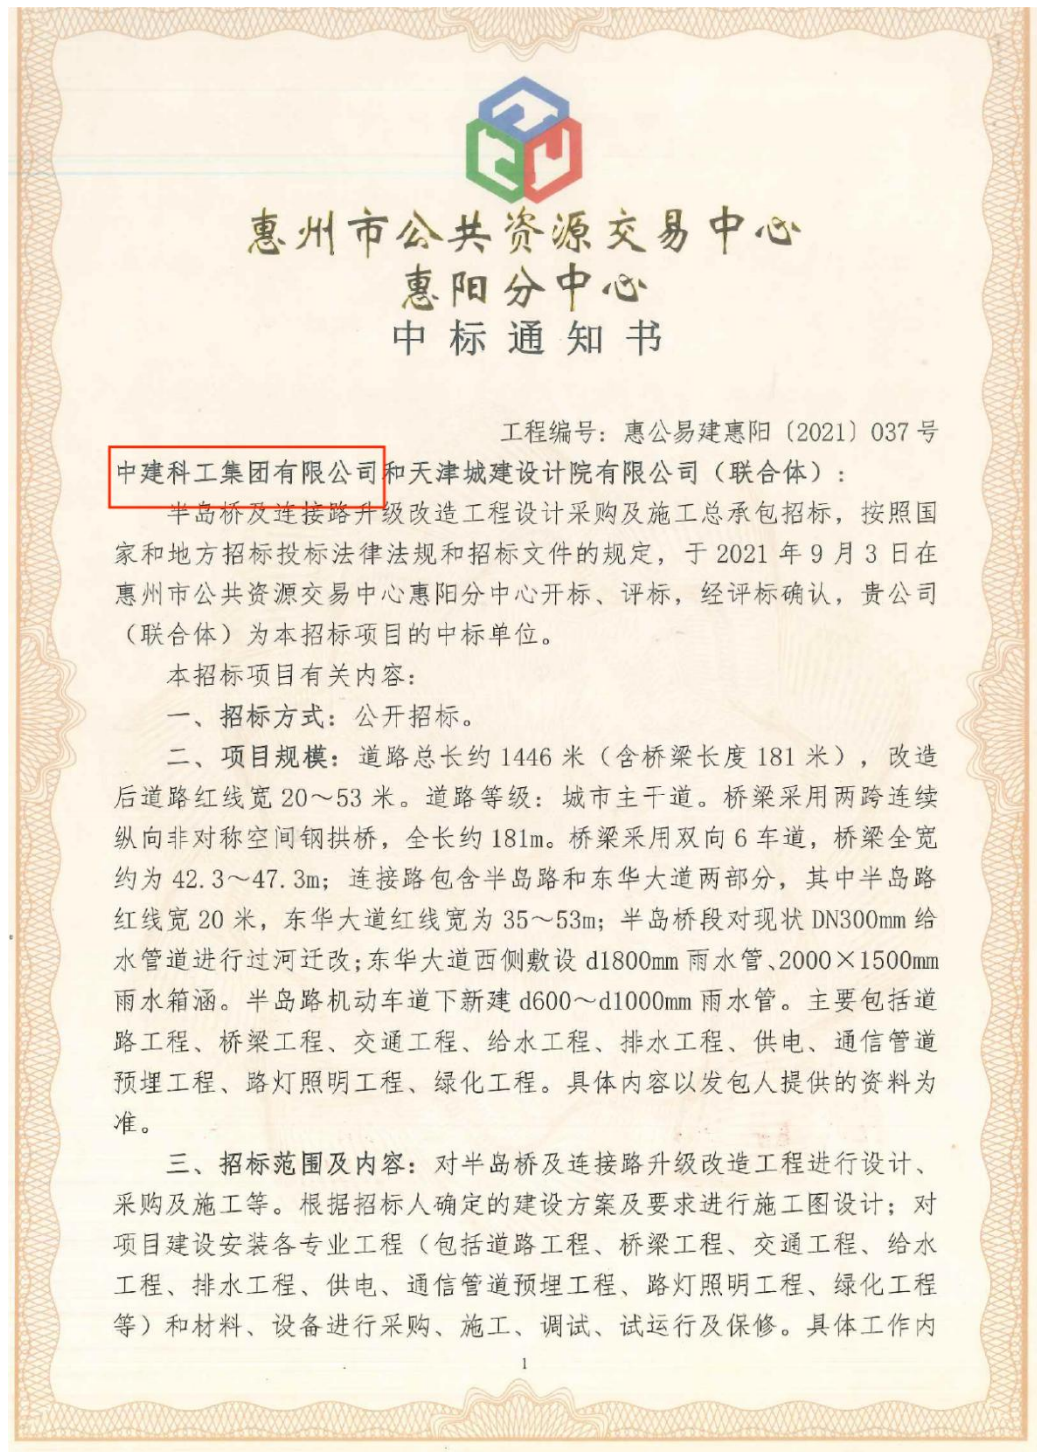 惠州市公共资源交易中心
惠阳分中心
中标通知书
工程编号：惠公易建惠阳〔2021〕037号
中建科工集团有限公司和天津城建设计院有限公司（联合体）：
半岛桥及连接路升级改造工程设计采购及施工总承包招标，按照国
家和地方招标投标法律法规和招标文件的规定，于 2021 年 9 月 3 日在
惠州市公共资源交易中心惠阳分中心开标、评标，经评标确认，贵公司
（联合体）为本招标项目的中标单位。
本招标项目有关内容：
一、招标方式：公开招标。
二、项目规模：道路总长约 1446 米（含桥梁长度 181 米），改造
后道路红线宽 20～53 米。道路等级：城市主干道。桥梁采用两跨连续
纵向非对称空间钢拱桥，全长约 181m。桥梁采用双向 6 车道，桥梁全宽
约为 42.3～47.3m；连接路包含半岛路和东华大道两部分，其中半岛路
红线宽 20 米，东华大道红线宽为 35～53m；半岛桥段对现状 DN300mm 给
水管道进行过河迁改;东华大道西侧敷设 d1800mm 雨水管、2000×1500mm
雨水箱涵。半岛路机动车道下新建 d600～d1000mm 雨水管。主要包括道
路工程、桥梁工程、交通工程、给水工程、排水工程、供电、通信管道
预埋工程、路灯照明工程、绿化工程。具体内容以发包人提供的资料为
准。
三、招标范围及内容：对半岛桥及连接路升级改造工程进行设计、
采购及施工等。根据招标人确定的建设方案及要求进行施工图设计；对
项目建设安装各专业工程（包括道路工程、桥梁工程、交通工程、给水
工程、排水工程、供电、通信管道预埋工程、路灯照明工程、绿化工程
等）和材料、设备进行采购、施工、调试、试运行及保修。具体工作内
1